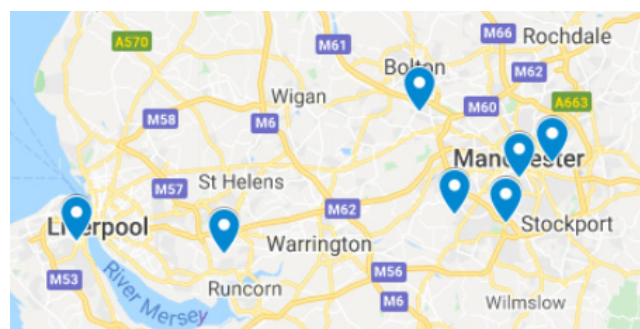 A570
M61
M66
Rochdale
Bolton
M62
Wigan
M60
A663
M58
M6
Manchester
M57
St Helens
M62
Liverpool
Stockport
Warrington
M53
M56
Runcorn
River Mersey
M6
Wilmslow